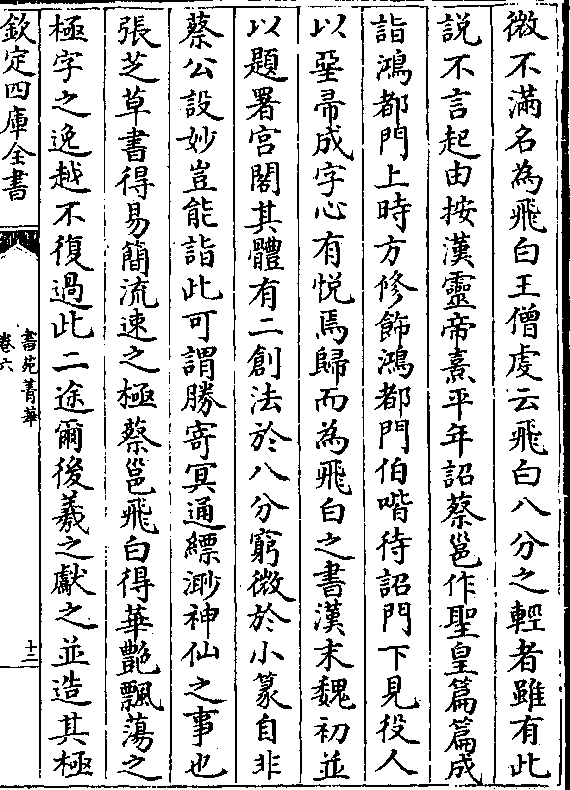 微不滿名為飛白王僧虔云飛白八分之輕者雖有此
説不言起由按漢靈帝熹平年詔蔡邕作聖皇篇篇成
詣鴻都門上時方修飾鴻都門伯喈待詔門下見役人
以堊帚成字心有悦焉歸而為飛白之書漢末魏初並
以題署宫閣其體有二創法於八分窮微於小篆自非
蔡公設妙豈能詣此可謂勝寄冥通縹渺神仙之事也
張芝草書得易簡流速之極蔡邕飛白得華艶飄蕩之
極字之逸越不復過此二途爾後羲之獻之並造其極
欽定四庫全書
書苑菁華
卷六
十二